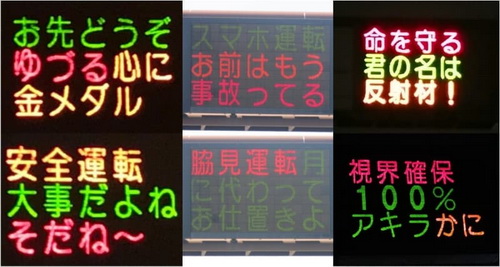 お先どうぞ
ゆづる心に
金メダル
スマホ運転
お前はもう
事故ってる
命を守る
君の名は
反射材！
安全運転
大事だよね
そだね～
脇見運転月
に代わって
お仕置きよ
視界確保
１００％
アキラかに